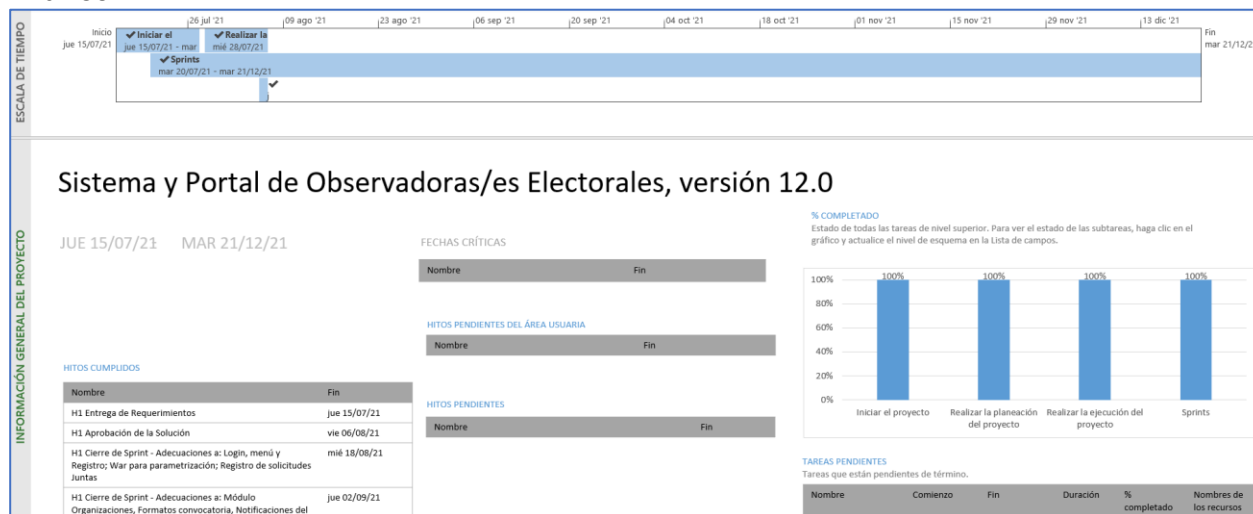 ESCALA DE TIEMPO
26 jul '21 09 ago '21 23 ago '21 06 sep '21 20 sep '21 04 oct '21 18 oct '21 01 nov '21 15 nov '21 29 nov '21 13 dic '21
Inicio
jue 15/07/21
✔Iniciar el
jue 15/07/21 - mar
✔Realizar la
mié 28/07/21
✔Sprints
mar 20/07/21 - mar 21/12/21
✔
Fin
mar 21/12/2
INFORMACIÓN GENERAL DEL PROYECTO
Sistema y Portal de Observadoras/es Electorales, versión 12.0
JUE 15/07/21 MAR 21/12/21
HITOS CUMPLIDOS
Nombre Fin
H1 Entrega de Requerimientos jue 15/07/21
H1 Aprobación de la Solución vie 06/08/21
H1 Cierre de Sprint - Adecuaciones a: Login, menú y mié 18/08/21
Registro; War para parametrización; Registro de solicitudes
Juntas
H1 Cierre de Sprint - Adecuaciones a: Módulo jue 02/09/21
Organizaciones, Formatos convocatoria, Notificaciones del
FECHAS CRÍTICAS
Nombre Fin
HITOS PENDIENTES DEL ÁREA USUARIA
Nombre Fin
HITOS PENDIENTES
Nombre Fin
% COMPLETADO
Estado de todas las tareas de nivel superior. Para ver el estado de las subtareas, haga clic en el
gráfico y actualice el nivel de esquema en la Lista de campos.
100% 100% 100% 100%
100%
80%
60%
40%
20%
0%
Iniciar el proyecto Realizar la planeación Realizar la ejecución del Sprints
del proyecto proyecto
TAREAS PENDIENTES
Tareas que están pendientes de término.
Nombre Comienzo Fin Duración % Nombres de
completado los recursos